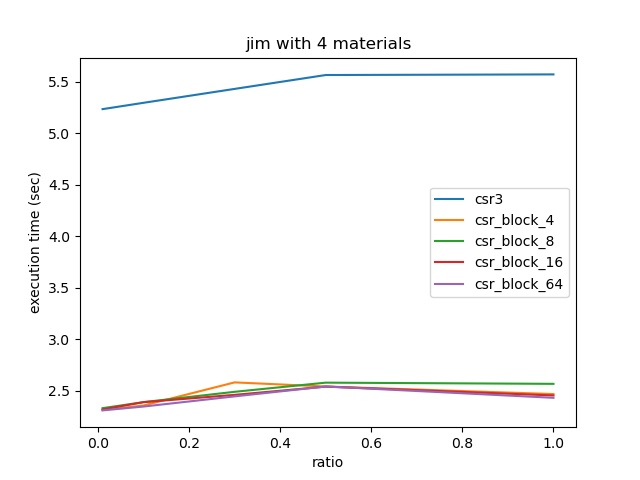 jim with 4 materials
execution time (sec)
5.5
5.0
4.5
4.0
3.5
3.0
2.5
csr3
csr_block_4
csr_block_8
csr_block_16
csr_block_64
0.0 0.2 0.4 0.6 0.8 1.0
ratio